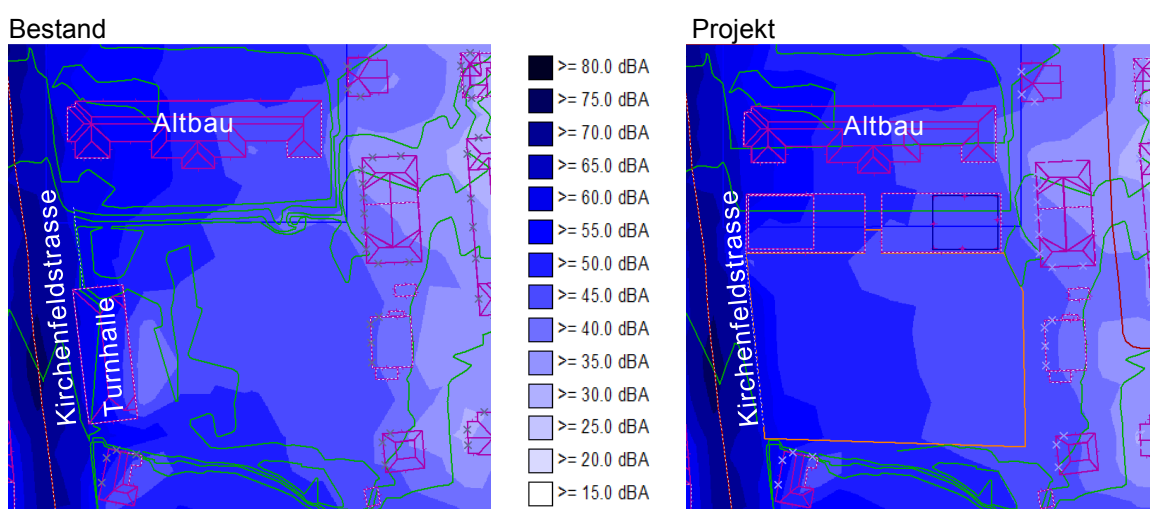 Bestand
Projekt
Altbau
Kirchenfeldstrasse
Turnhalle
>= 80.0 dBA
>= 75.0 dBA
>= 70.0 dBA
>= 65.0 dBA
>= 60.0 dBA
>= 55.0 dBA
>= 50.0 dBA
>= 45.0 dBA
>= 40.0 dBA
>= 35.0 dBA
>= 30.0 dBA
>= 25.0 dBA
>= 20.0 dBA
>= 15.0 dBA
Altbau
Kirchenfeldstrasse